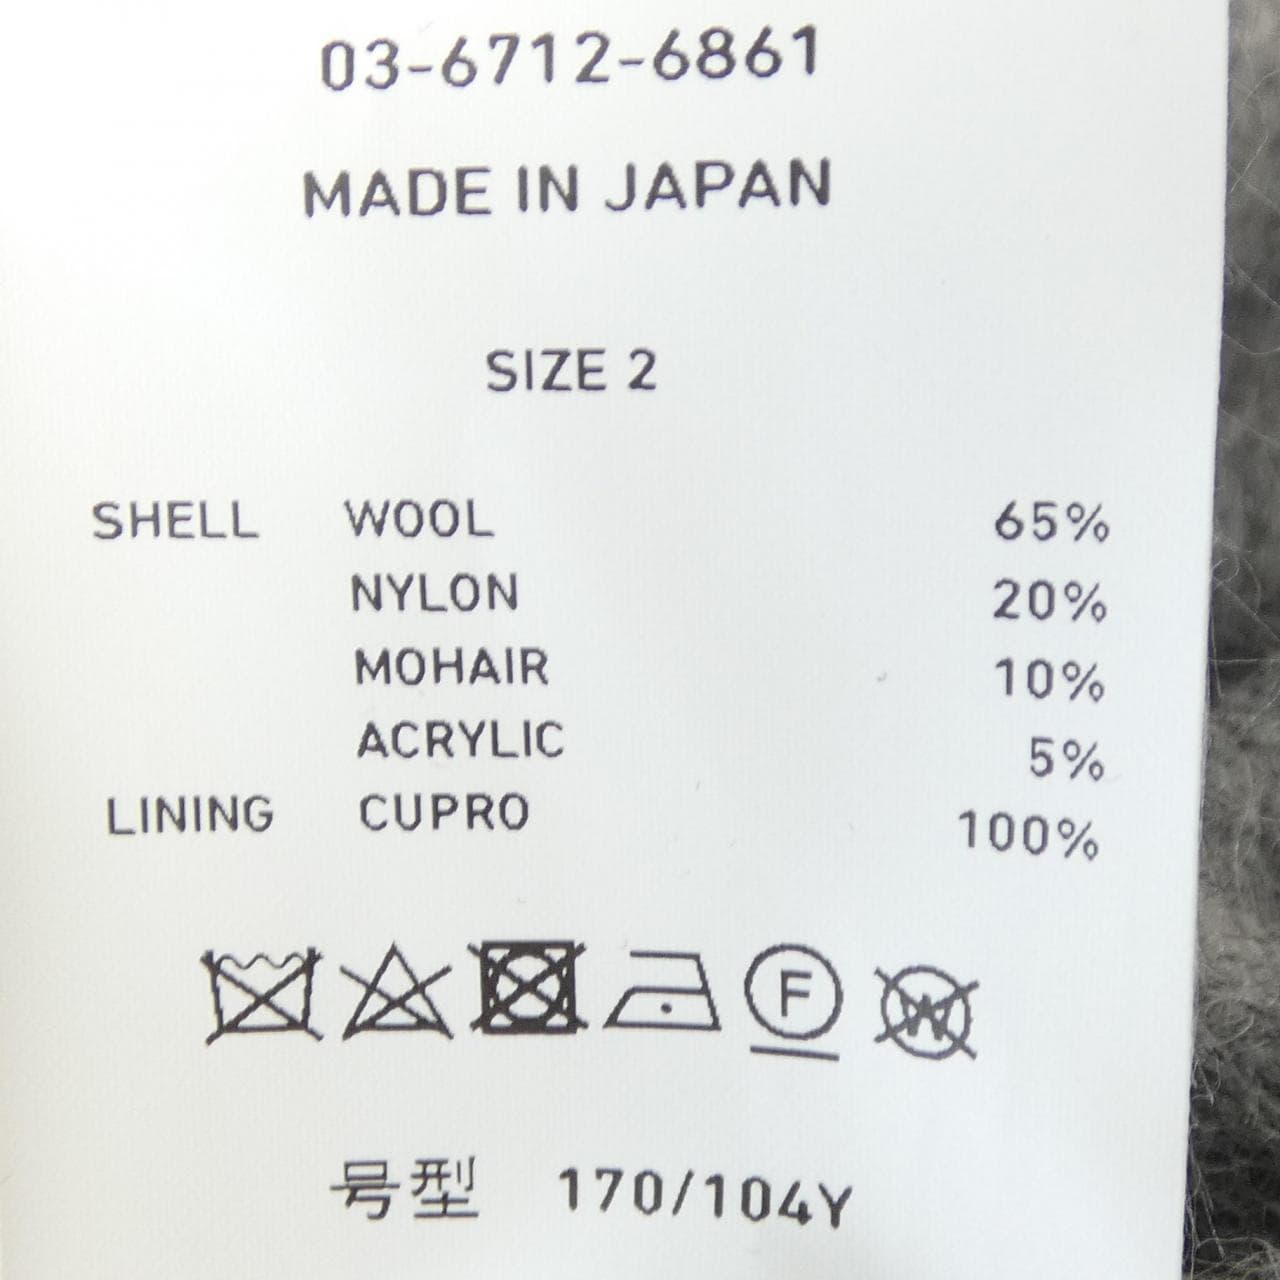 03-6712-6861
MADE IN JAPAN
SIZE 2
SHELL WOOL 65%
NYLON 20%
MOHAIR 10%
ACRYLIC 5%
LINING CUPRO 100%
F W
号型 170/104Y